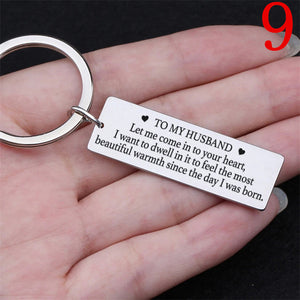 9
TO MY HUSBAND
Let me come in to your heart,
I want to dwell in it to feel the most
beautiful warmth since the day I was born.